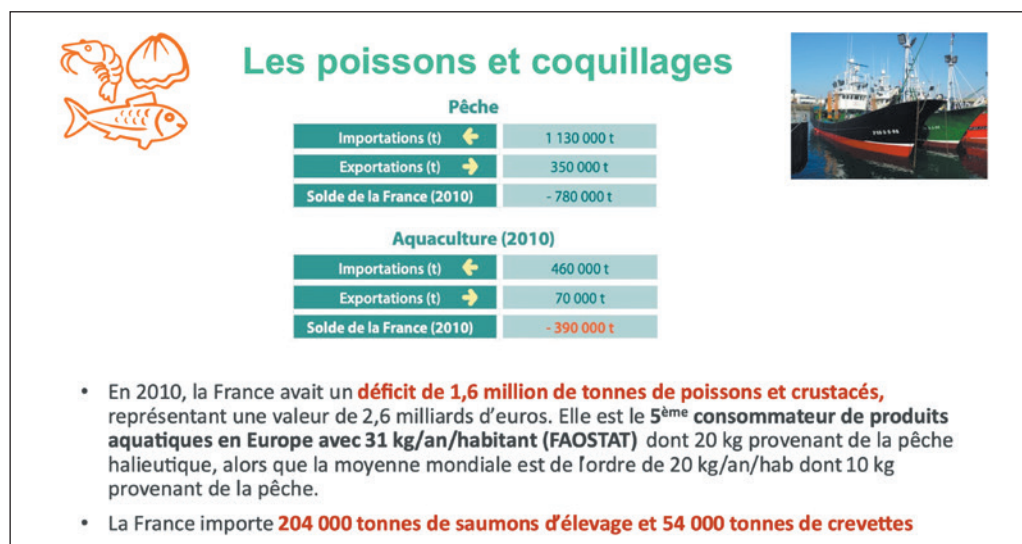 Les poissons et coquillages
Pêche
Importations (t) 1 130 000 t
Exportations (t) 350 000 t
Solde de la France (2010) - 780 000 t
Aquaculture (2010)
Importations (t) 460 000 t
Exportations (t) 70 000 t
Solde de la France (2010) - 390 000 t
• En 2010, la France avait un déficit de 1,6 million de tonnes de poissons et crustacés,
représentant une valeur de 2,6 milliards d'euros. Elle est le 5ème consommateur de produits
aquatiques en Europe avec 31 kg/an/habitant (FAOSTAT) dont 20 kg provenant de la pêche
halieutique, alors que la moyenne mondiale est de l'ordre de 20 kg/an/hab dont 10 kg
provenant de la pêche.
• La France importe 204 000 tonnes de saumons d'élevage et 54 000 tonnes de crevettes